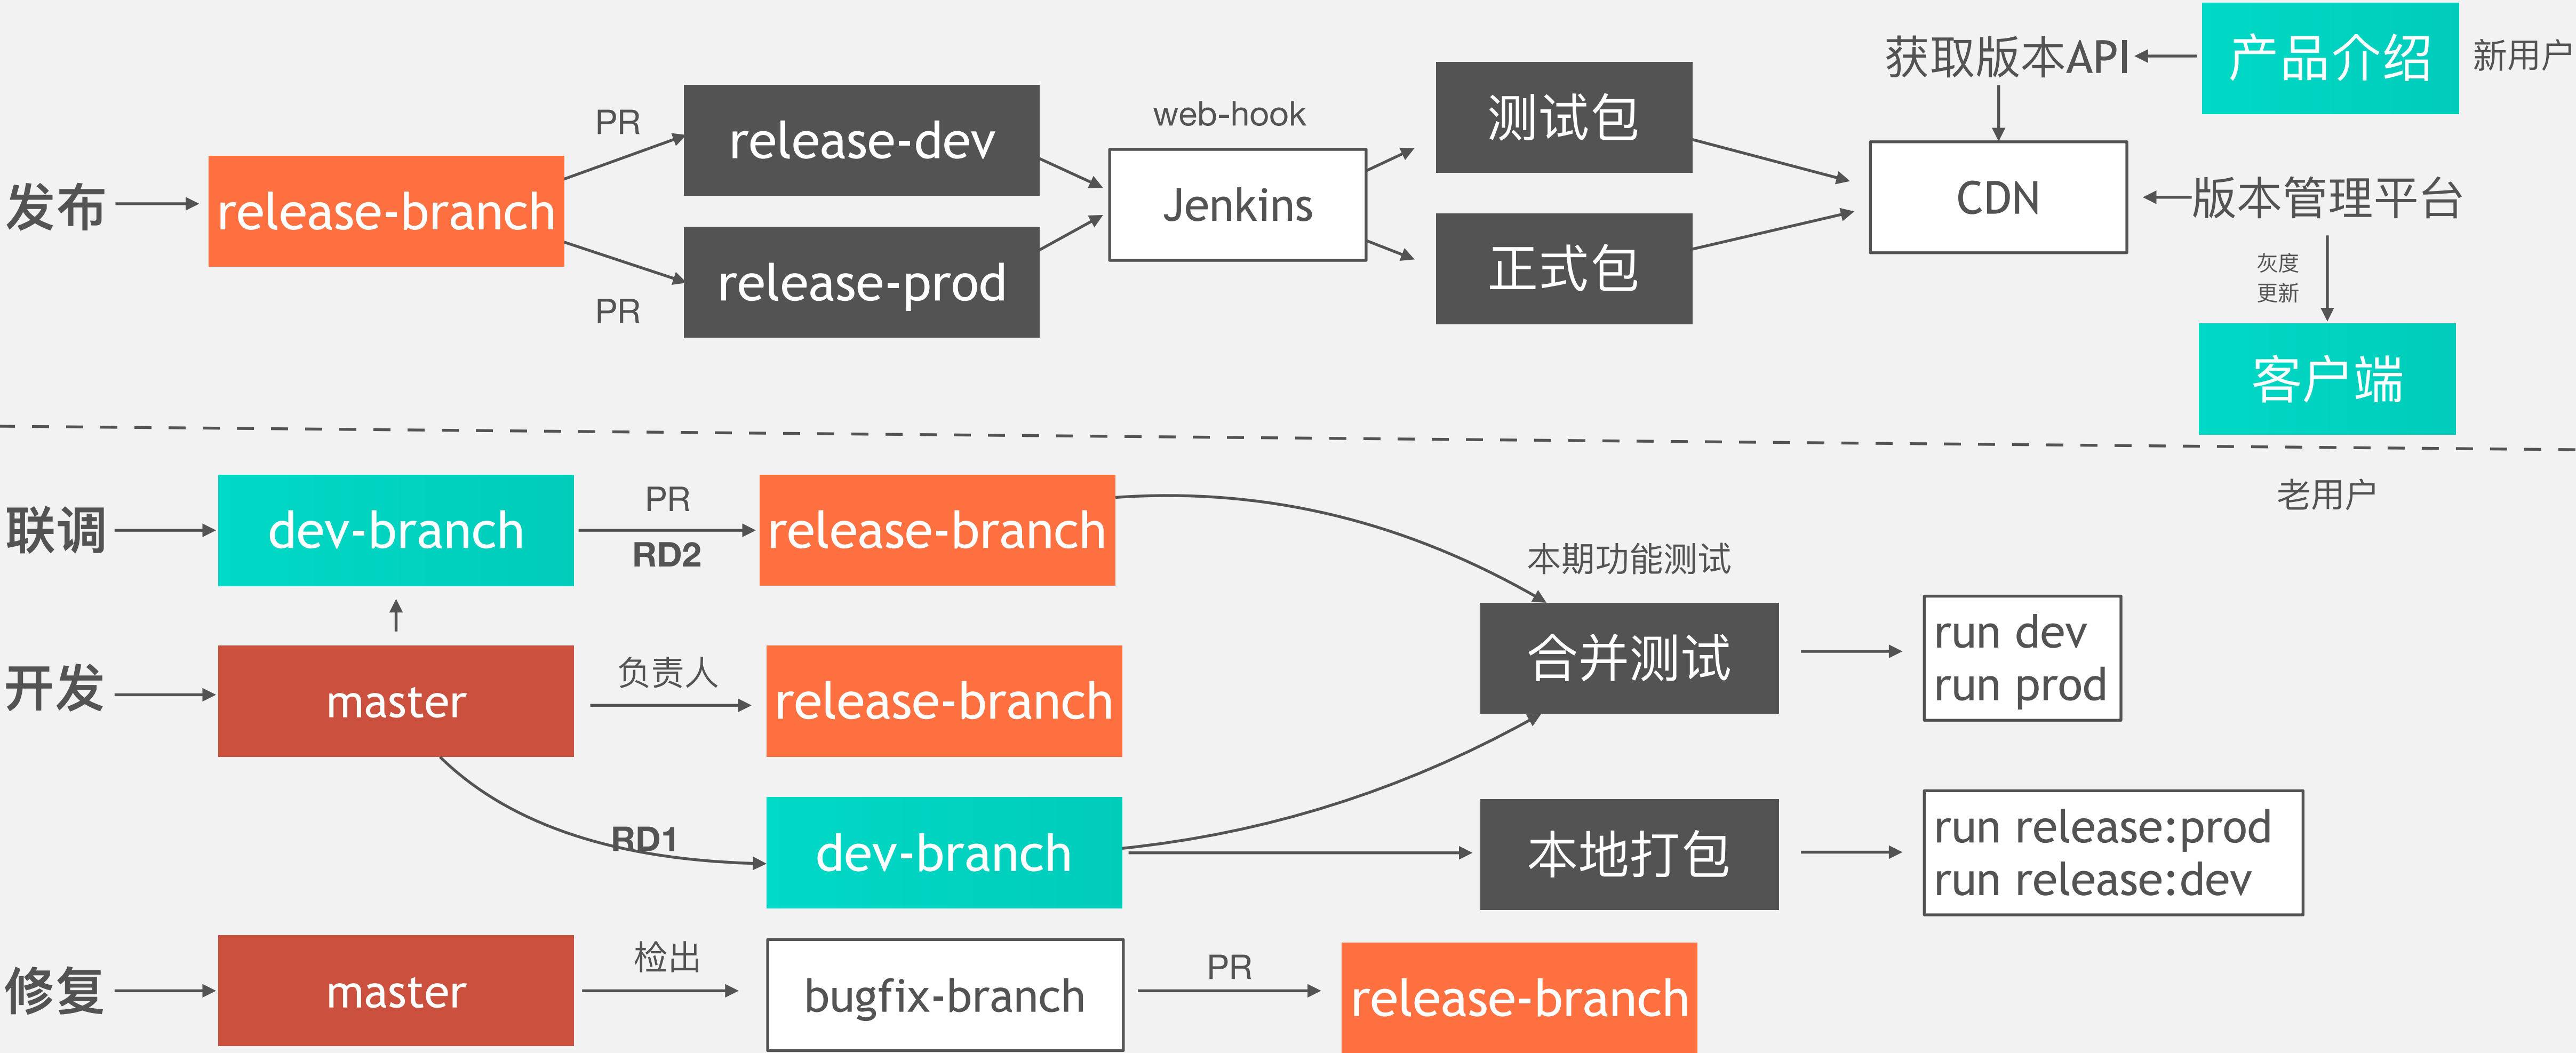 发布
release-branch
PR
PR
release-dev
release-prod
web-hook
Jenkins
测试包
正式包
获取版本API
产品介绍
新用户
CDN
版本管理平台
灰度
更新
客户端
老用户
联调
dev-branch
PR
RD2
release-branch
本期功能测试
合并测试
run dev
run prod
开发
master
负责人
release-branch
RD1
dev-branch
本地打包
run release:prod
run release:dev
修复
master
检出
bugfix-branch
PR
release-branch